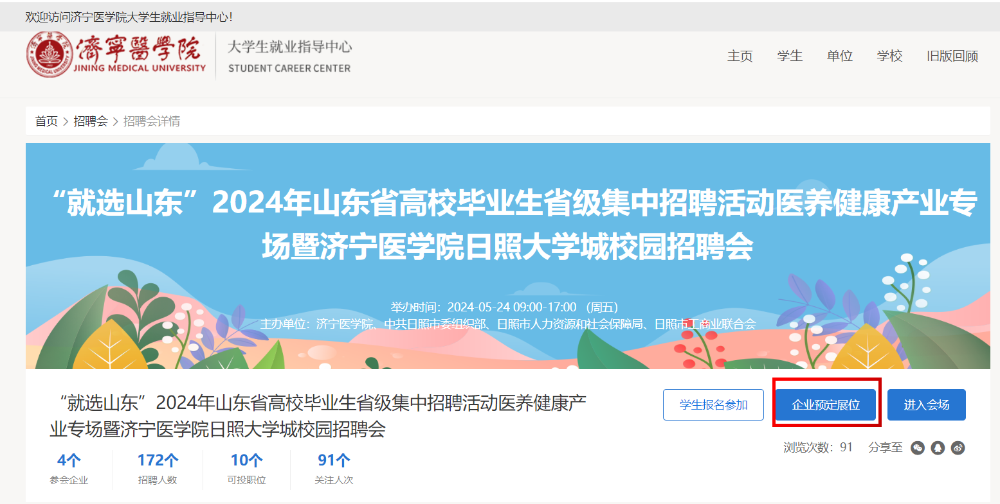 欢迎访问济宁医学院大学生就业指导中心！
濟寧醫學院
JINING MEDICAL UNIVERSITY
大学生就业指导中心
STUDENT CAREER CENTER
主页 学生 单位 学校 旧版回顾
首页 > 招聘会 > 招聘会详情
“就选山东”2024年山东省高校毕业生省级集中招聘活动医养健康产业专
场暨济宁医学院日照大学城校园招聘会
举办时间：2024-05-24 09:00-17:00 （周五）
主办单位：济宁医学院、中共日照市委组织部、日照市人力资源和社会保障局、日照市工商业联合会
“就选山东”2024年山东省高校毕业生省级集中招聘活动医养健康产
业专场暨济宁医学院日照大学城校园招聘会
学生报名参加 企业预定展位 进入会场
浏览次数：91 分享至
4个 172个 10个 91个
参会企业 招聘人数 可投职位 关注人次